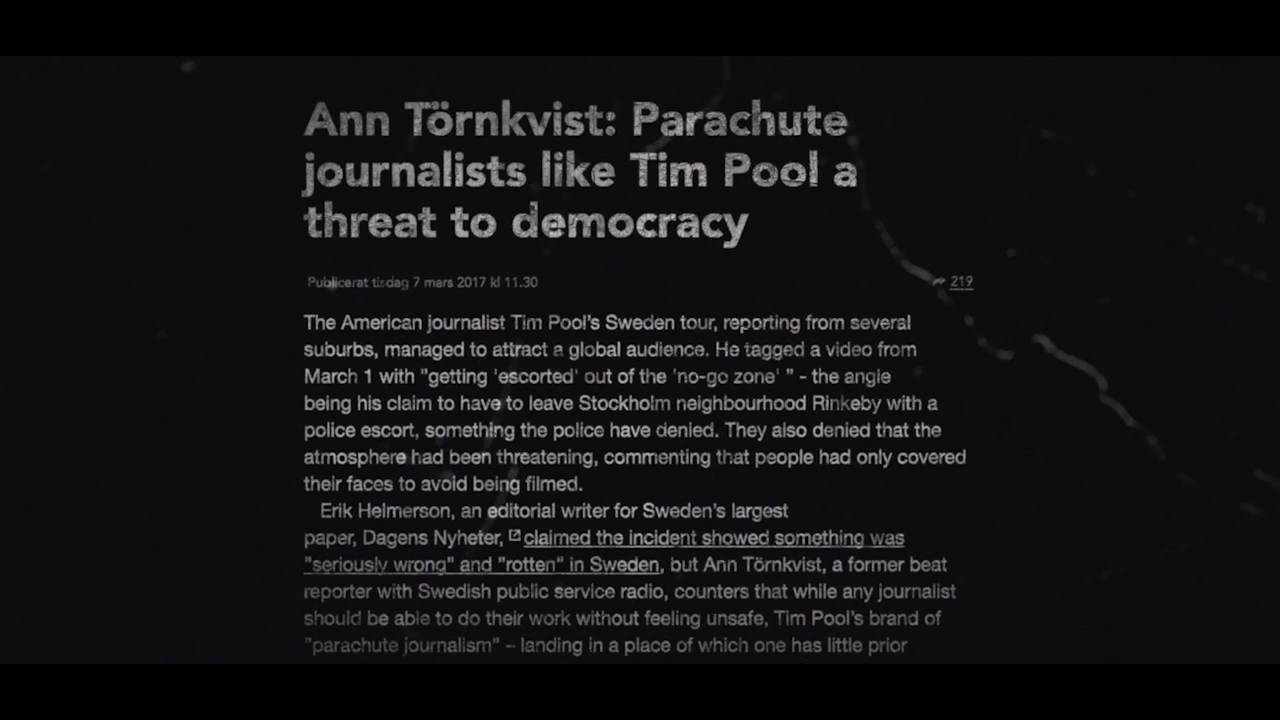 Ann Törnkvist: Parachute
journalists like Tim Pool a
threat to democracy
Publicerat tisdag 7 mars 2017 kl 11.30
219
The American journalist Tim Pool's Sweden tour, reporting from several
suburbs, managed to attract a global audience. He tagged a video from
March 1 with "getting 'escorted' out of the 'no-go zone' " - the angle
being his claim to have to leave Stockholm neighbourhood Rinkeby with a
police escort, something the police have denied. They also denied that the
atmosphere had been threatening, commenting that people had only covered
their faces to avoid being filmed.
Erik Helmerson, an editorial writer for Sweden's largest
paper, Dagens Nyheter, claimed the incident showed something was
"seriously wrong" and "rotten" in Sweden, but Ann Törnkvist, a former beat
reporter with Swedish public service radio, counters that while any journalist
should be able to do their work without feeling unsafe, Tim Pool's brand of
"parachute journalism" – landing in a place of which one has little prior